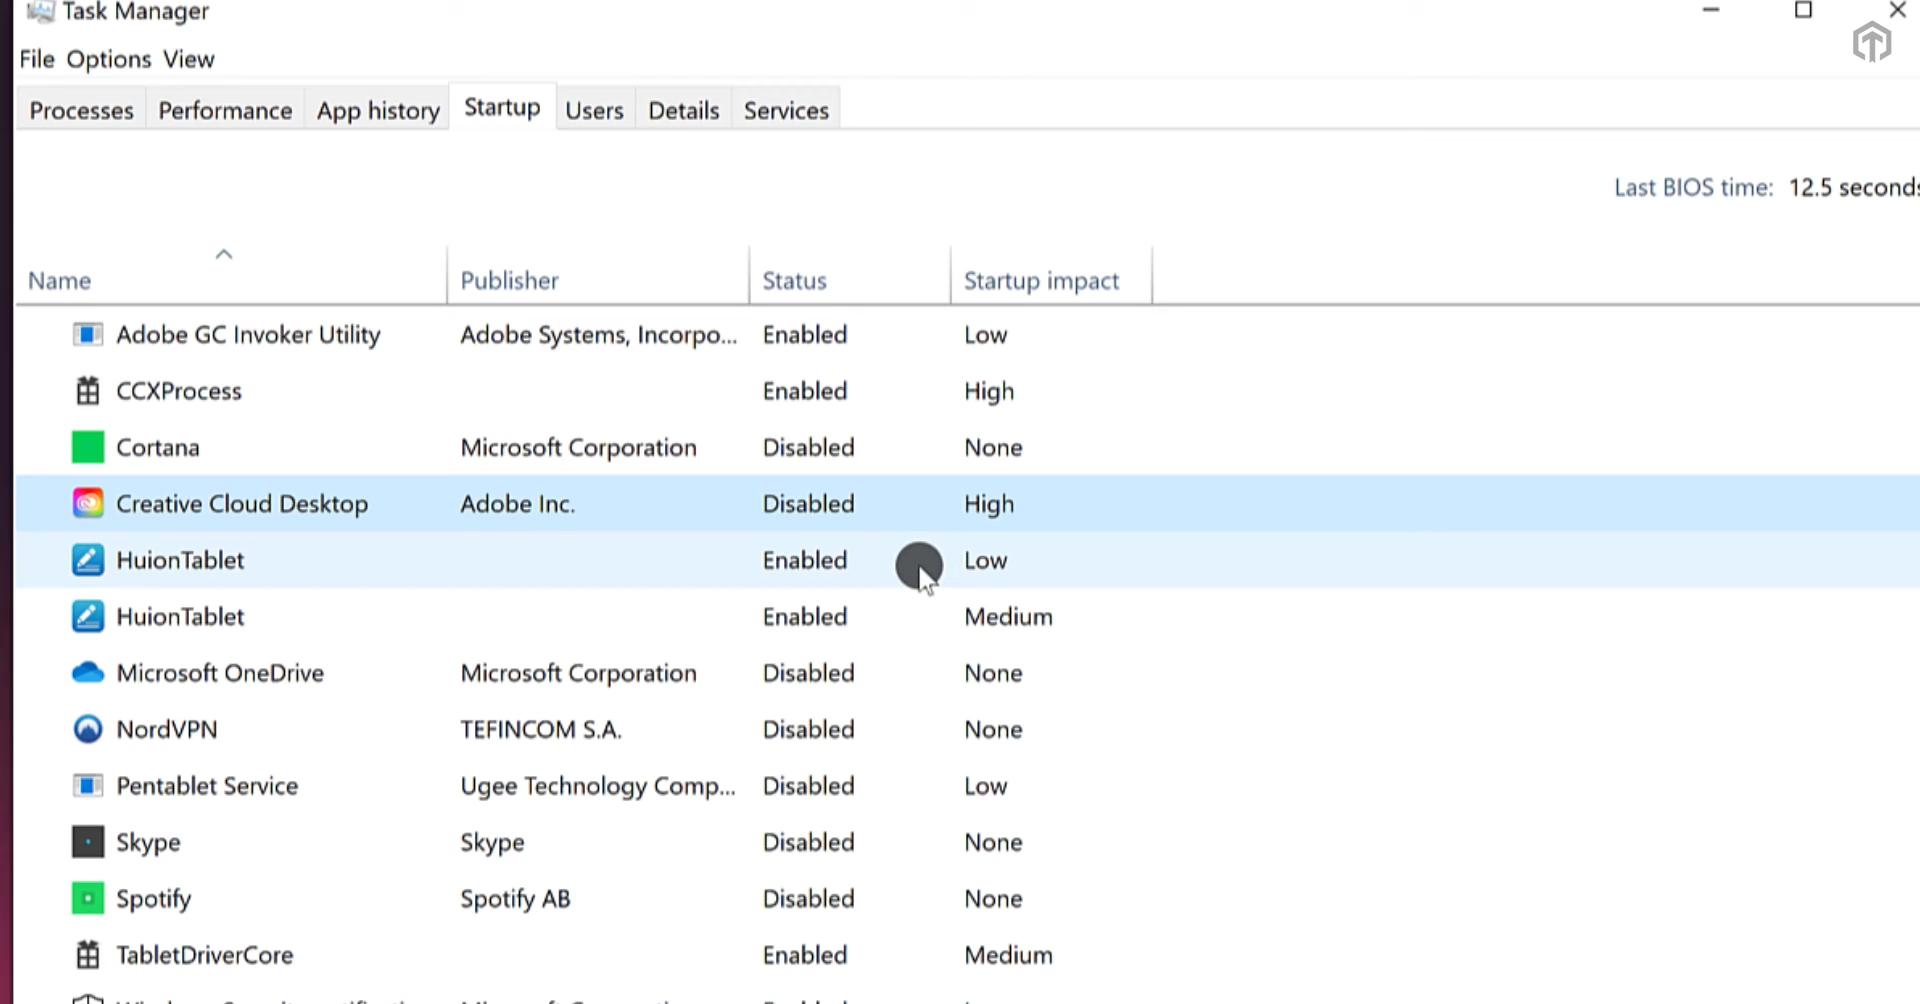 Task Manager
File Options View
Processes Performance App history Startup Users Details Services
Last BIOS time: 12.5 seconds
Name Publisher Status Startup impact
Adobe GC Invoker Utility Adobe Systems, Incorpo... Enabled Low
CCXProcess Enabled High
Cortana Microsoft Corporation Disabled None
Creative Cloud Desktop Adobe Inc. Disabled High
HuionTablet Enabled Low
HuionTablet Enabled Medium
Microsoft OneDrive Microsoft Corporation Disabled None
NordVPN TEFINCOM S.A. Disabled None
Pentablet Service Ugee Technology Comp... Disabled Low
Skype Skype Disabled None
Spotify Spotify AB Disabled None
TabletDriverCore Enabled Medium